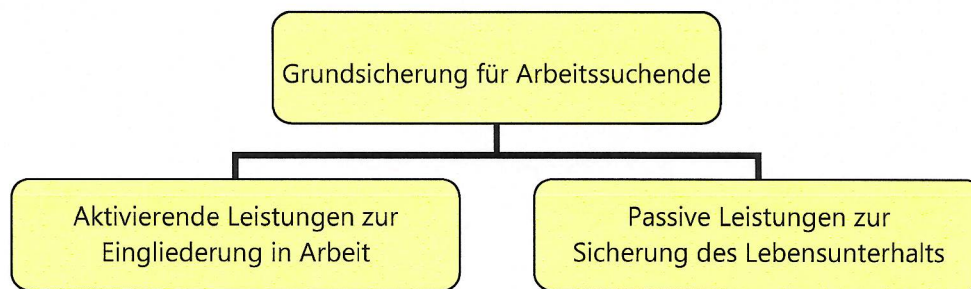 Grundsicherung für Arbeitssuchende
Aktivierende Leistungen zur
Eingliederung in Arbeit
Passive Leistungen zur
Sicherung des Lebensunterhalts